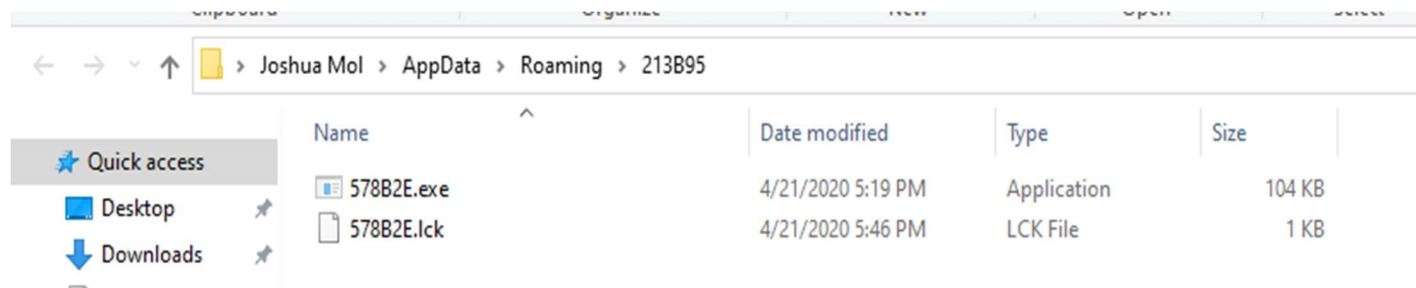 Joshua Mol > AppData > Roaming > 213B95
Name Date modified Type Size
Quick access
578B2E.exe 4/21/2020 5:19 PM Application 104 KB
Desktop
578B2E.lck 4/21/2020 5:46 PM LCK File 1 KB
Downloads